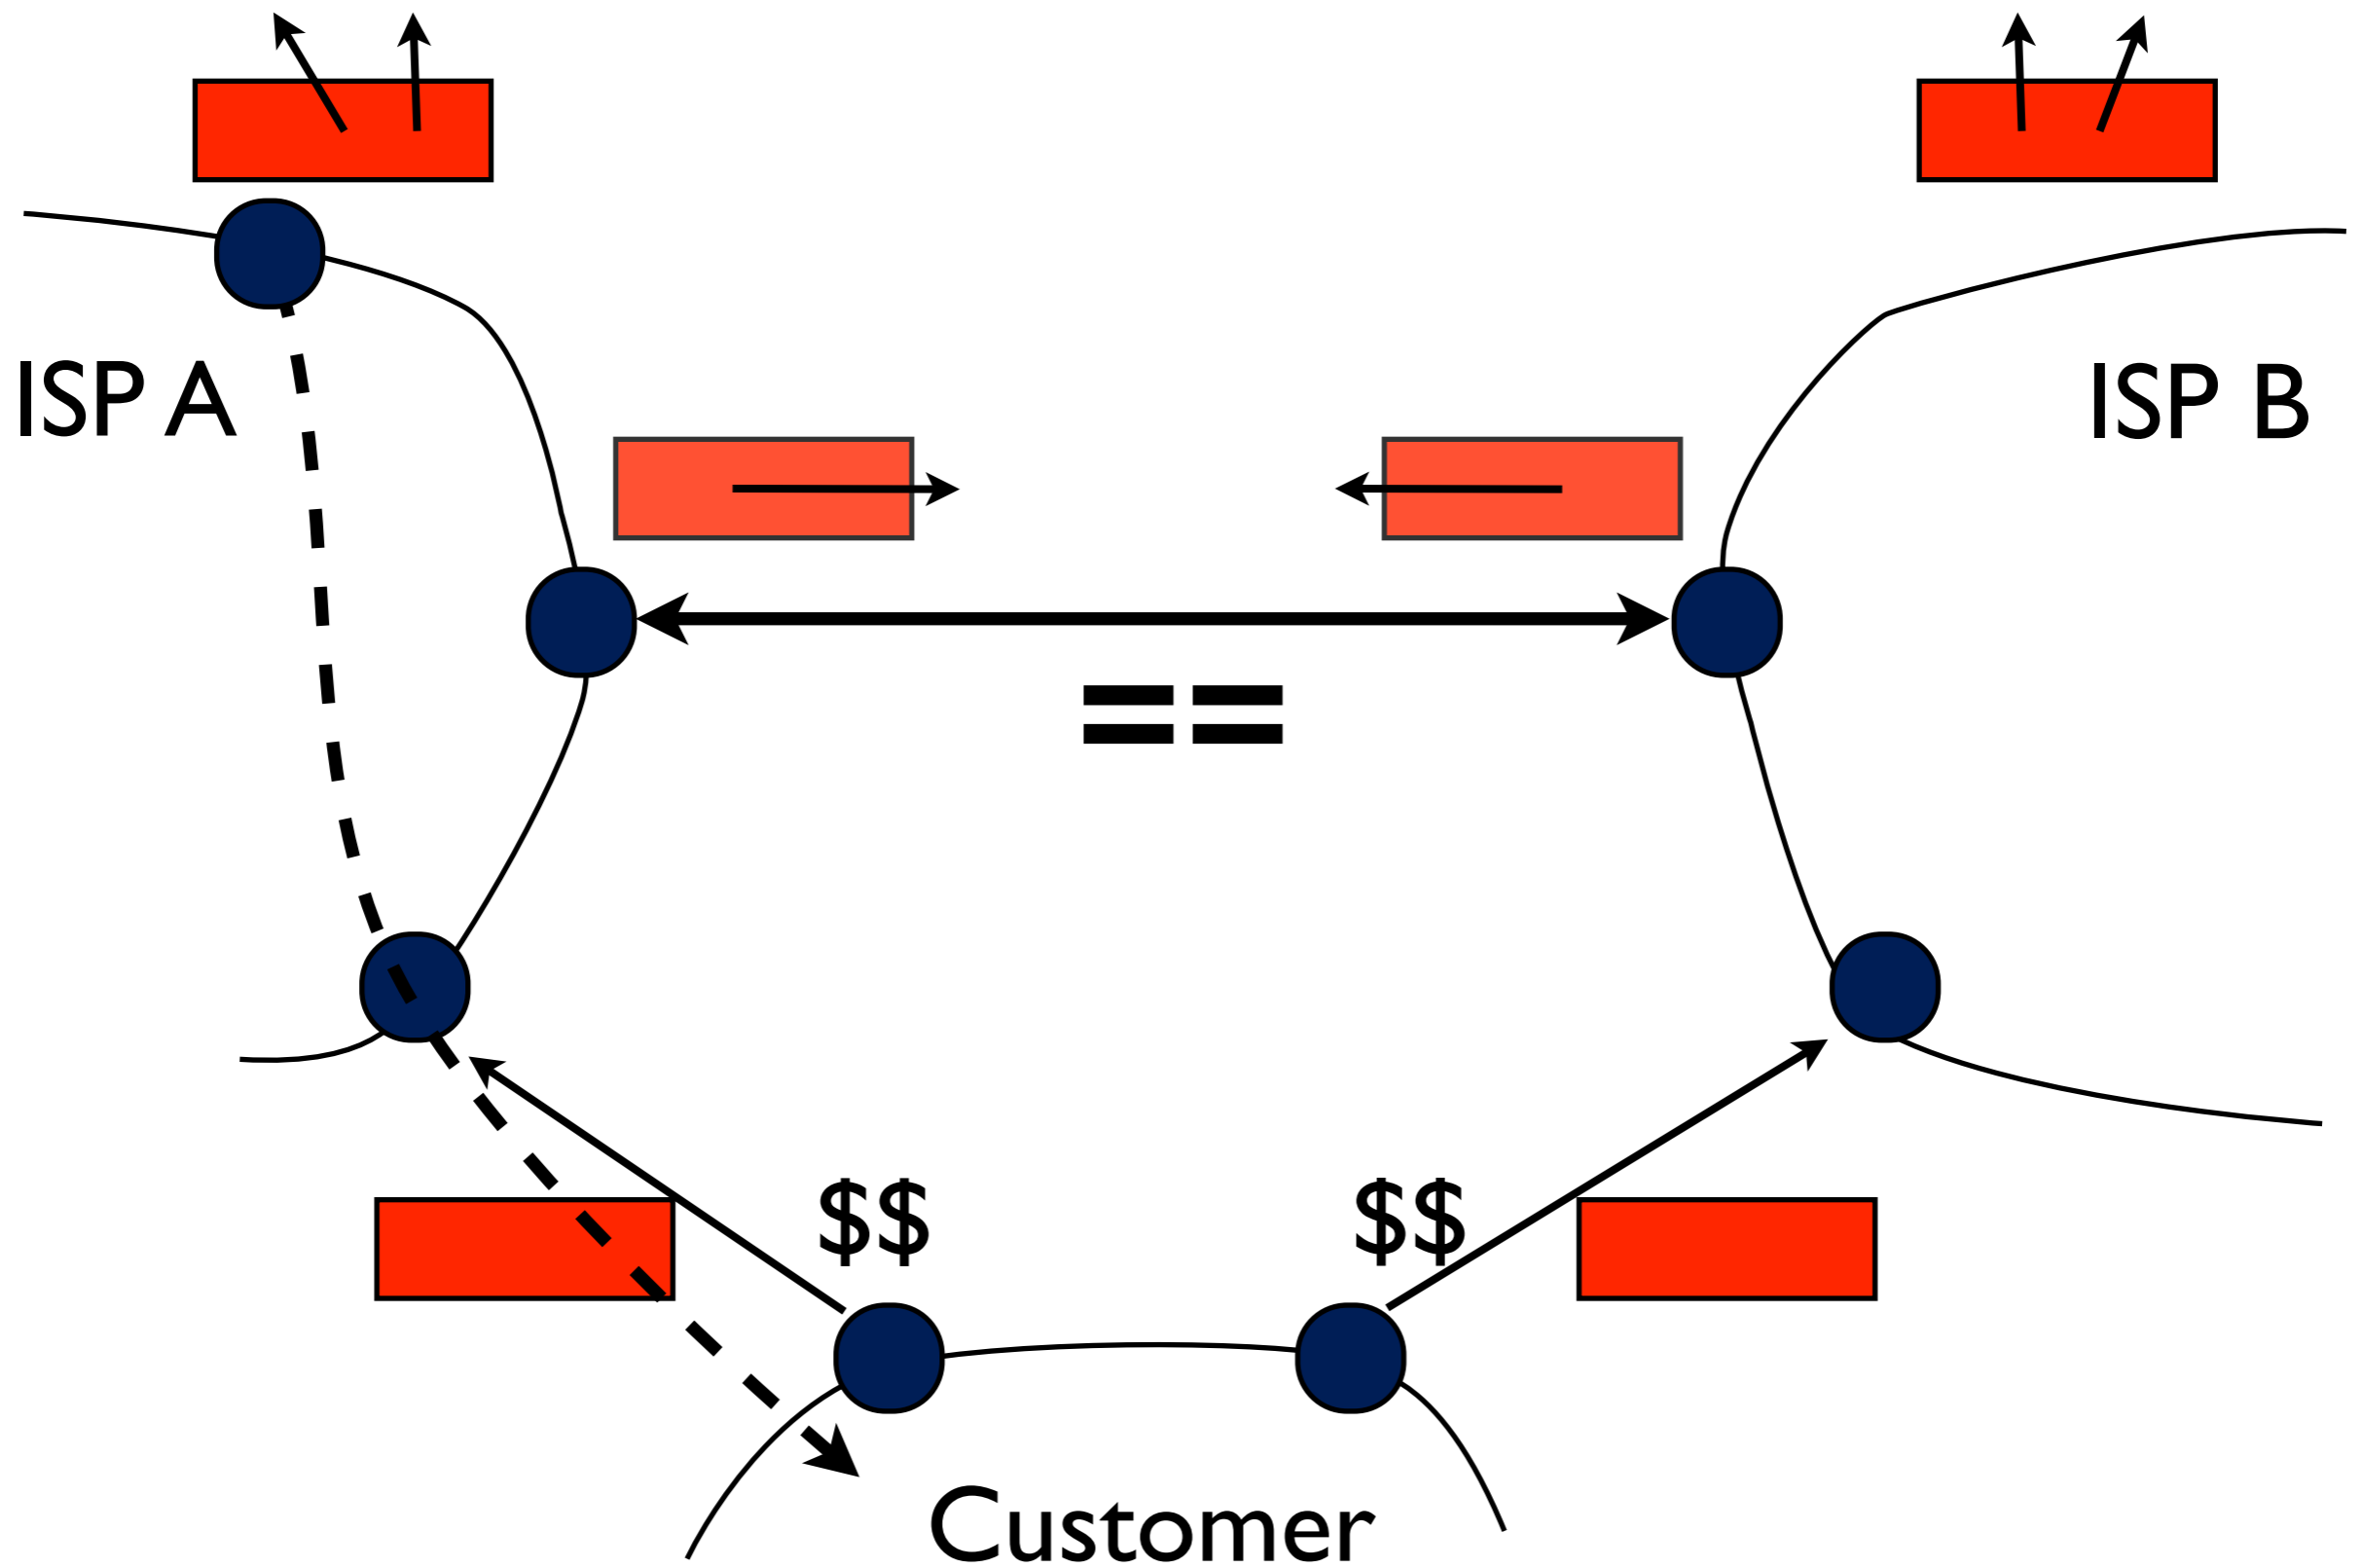 ISP A
ISP B
==
$$
$$
Customer